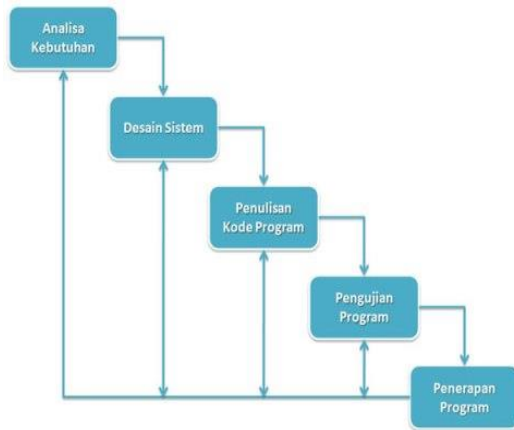 Analisa
Kebutuhan
Desain Sistem
Penulisan
Kode Program
Pengujian
Program
Penerapan
Program